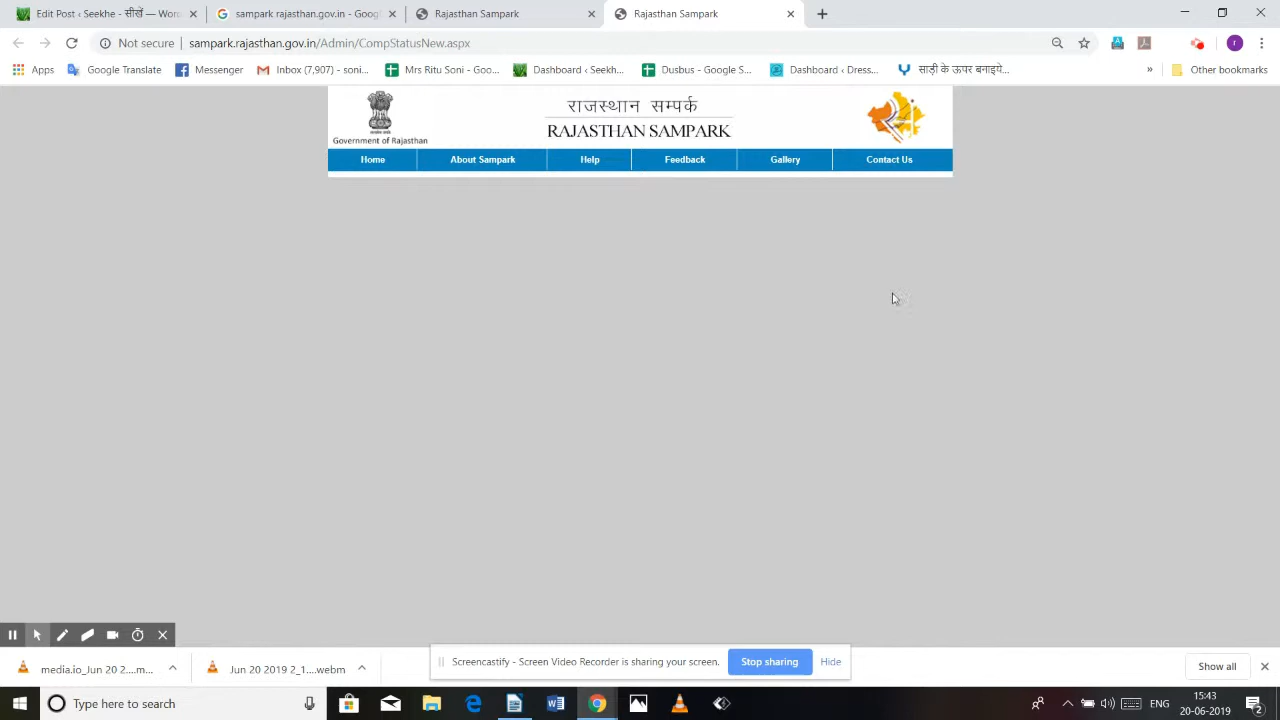 Edit Post ‹ Seekhe - सीखें — Wor
sampark.rajasthan.gov.in - Googl
Rajasthan Sampark
Rajasthan Sampark
Not secure
sampark.rajasthan.gov.in/Admin/CompStatusNew.aspx
Apps
Google Translate
Messenger
Inbox (7,907) - soni...
Mrs Ritu Soni - Goo...
Dashboard ‹ Seekh...
Dusbus - Google S...
Dashboard ‹ Dress...
साड़ी के ऊपर बनाइये...
»
Other bookmarks
Government of Rajasthan
राजस्थान सम्पर्क
RAJASTHAN SAMPARK
Home
About Sampark
Help
Feedback
Gallery
Contact Us
Screencastify - Screen Video Recorder is sharing your screen.
Stop sharing
Hide
media.io_Jun 20 2....m...
Jun 20 2019 2_1....webm
Show all
Type here to search
ENG
15:43
20-06-2019
2